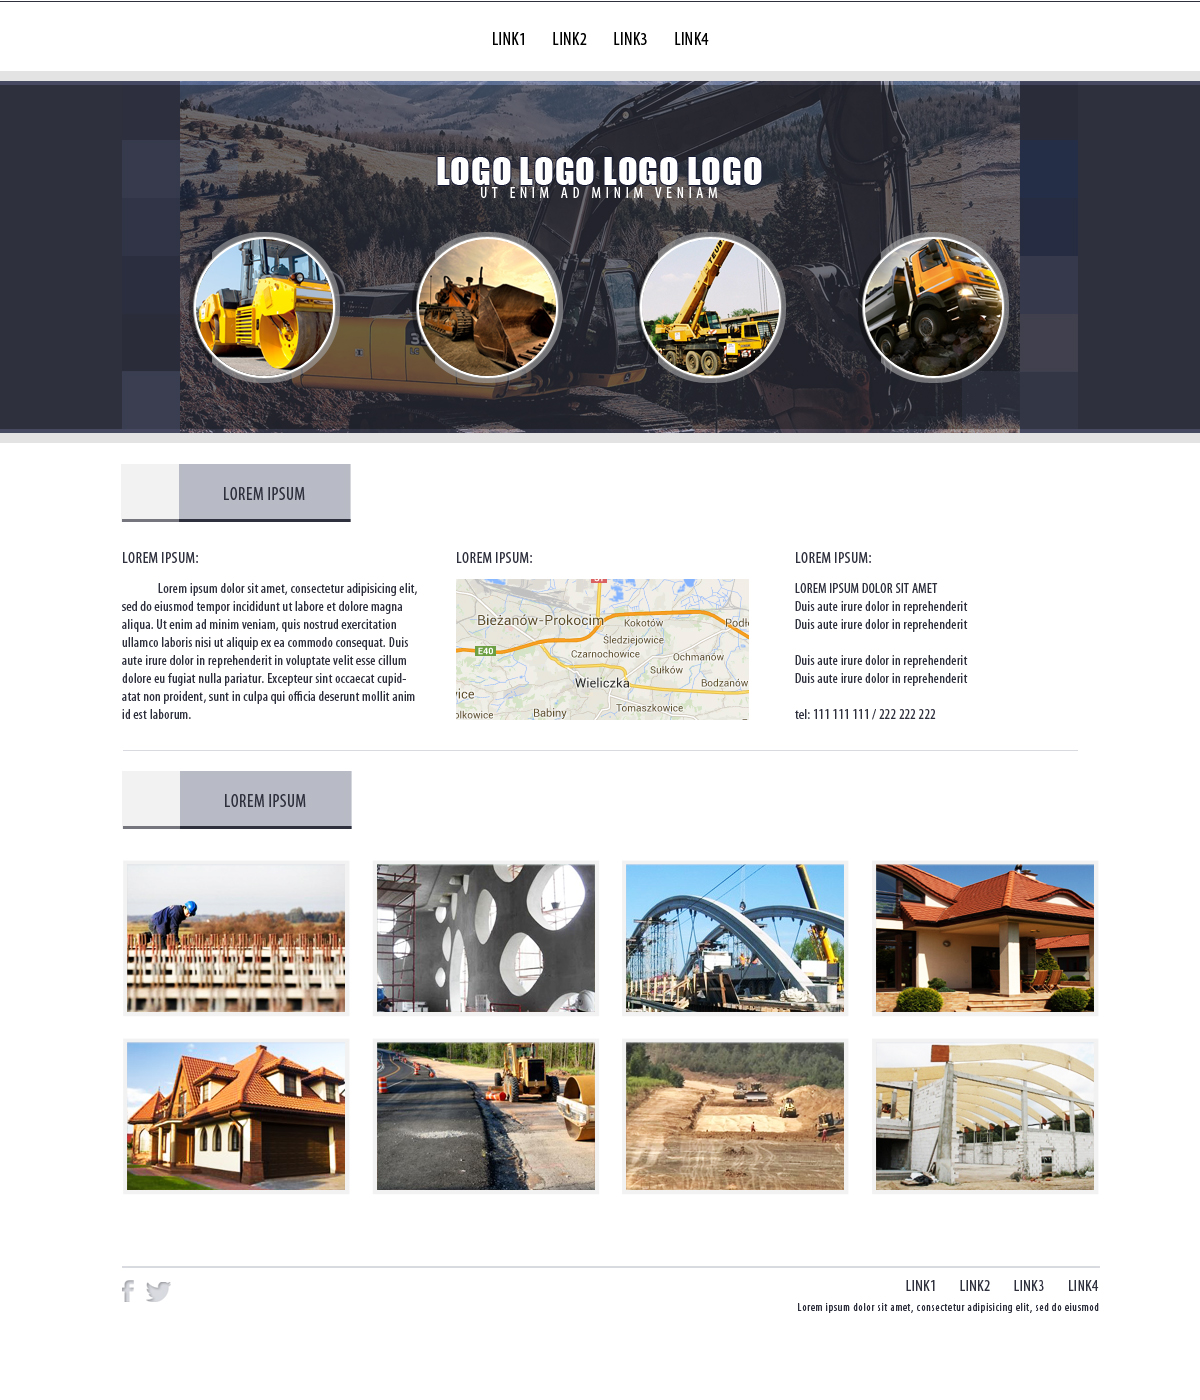 LINK1 LINK2 LINK3 LINK4
LOGO LOGO LOGO LOGO
UT ENIM AD MINIM VENIAM
LOREM IPSUM
LOREM IPSUM:
Lorem ipsum dolor sit amet, consectetur adipisicing elit,
sed do eiusmod tempor incididunt ut labore et dolore magna
aliqua. Ut enim ad minim veniam, quis nostrud exercitation
ullamco laboris nisi ut aliquip ex ea commodo consequat. Duis
aute irure dolor in reprehenderit in voluptate velit esse cillum
dolore eu fugiat nulla pariatur. Excepteur sint occaecat cupid-
atat non proident, sunt in culpa qui officia deserunt mollit anim
id est laborum.
LOREM IPSUM:
Bieżanów-Prokocim
Kokotów
Podł
Śledziejowice
E40
Czarnochowice
Ochmanów
Sułków
Wieliczka
Bodzanów
ice
Tomaszkowice
olkowice
Babiny
LOREM IPSUM:
LOREM IPSUM DOLOR SIT AMET
Duis aute irure dolor in reprehenderit
Duis aute irure dolor in reprehenderit
Duis aute irure dolor in reprehenderit
Duis aute irure dolor in reprehenderit
tel: 111 111 111 / 222 222 222
LOREM IPSUM
LINK1 LINK2 LINK3 LINK4
Lorem ipsum dolor sit amet, consectetur adipisicing elit, sed do eiusmod